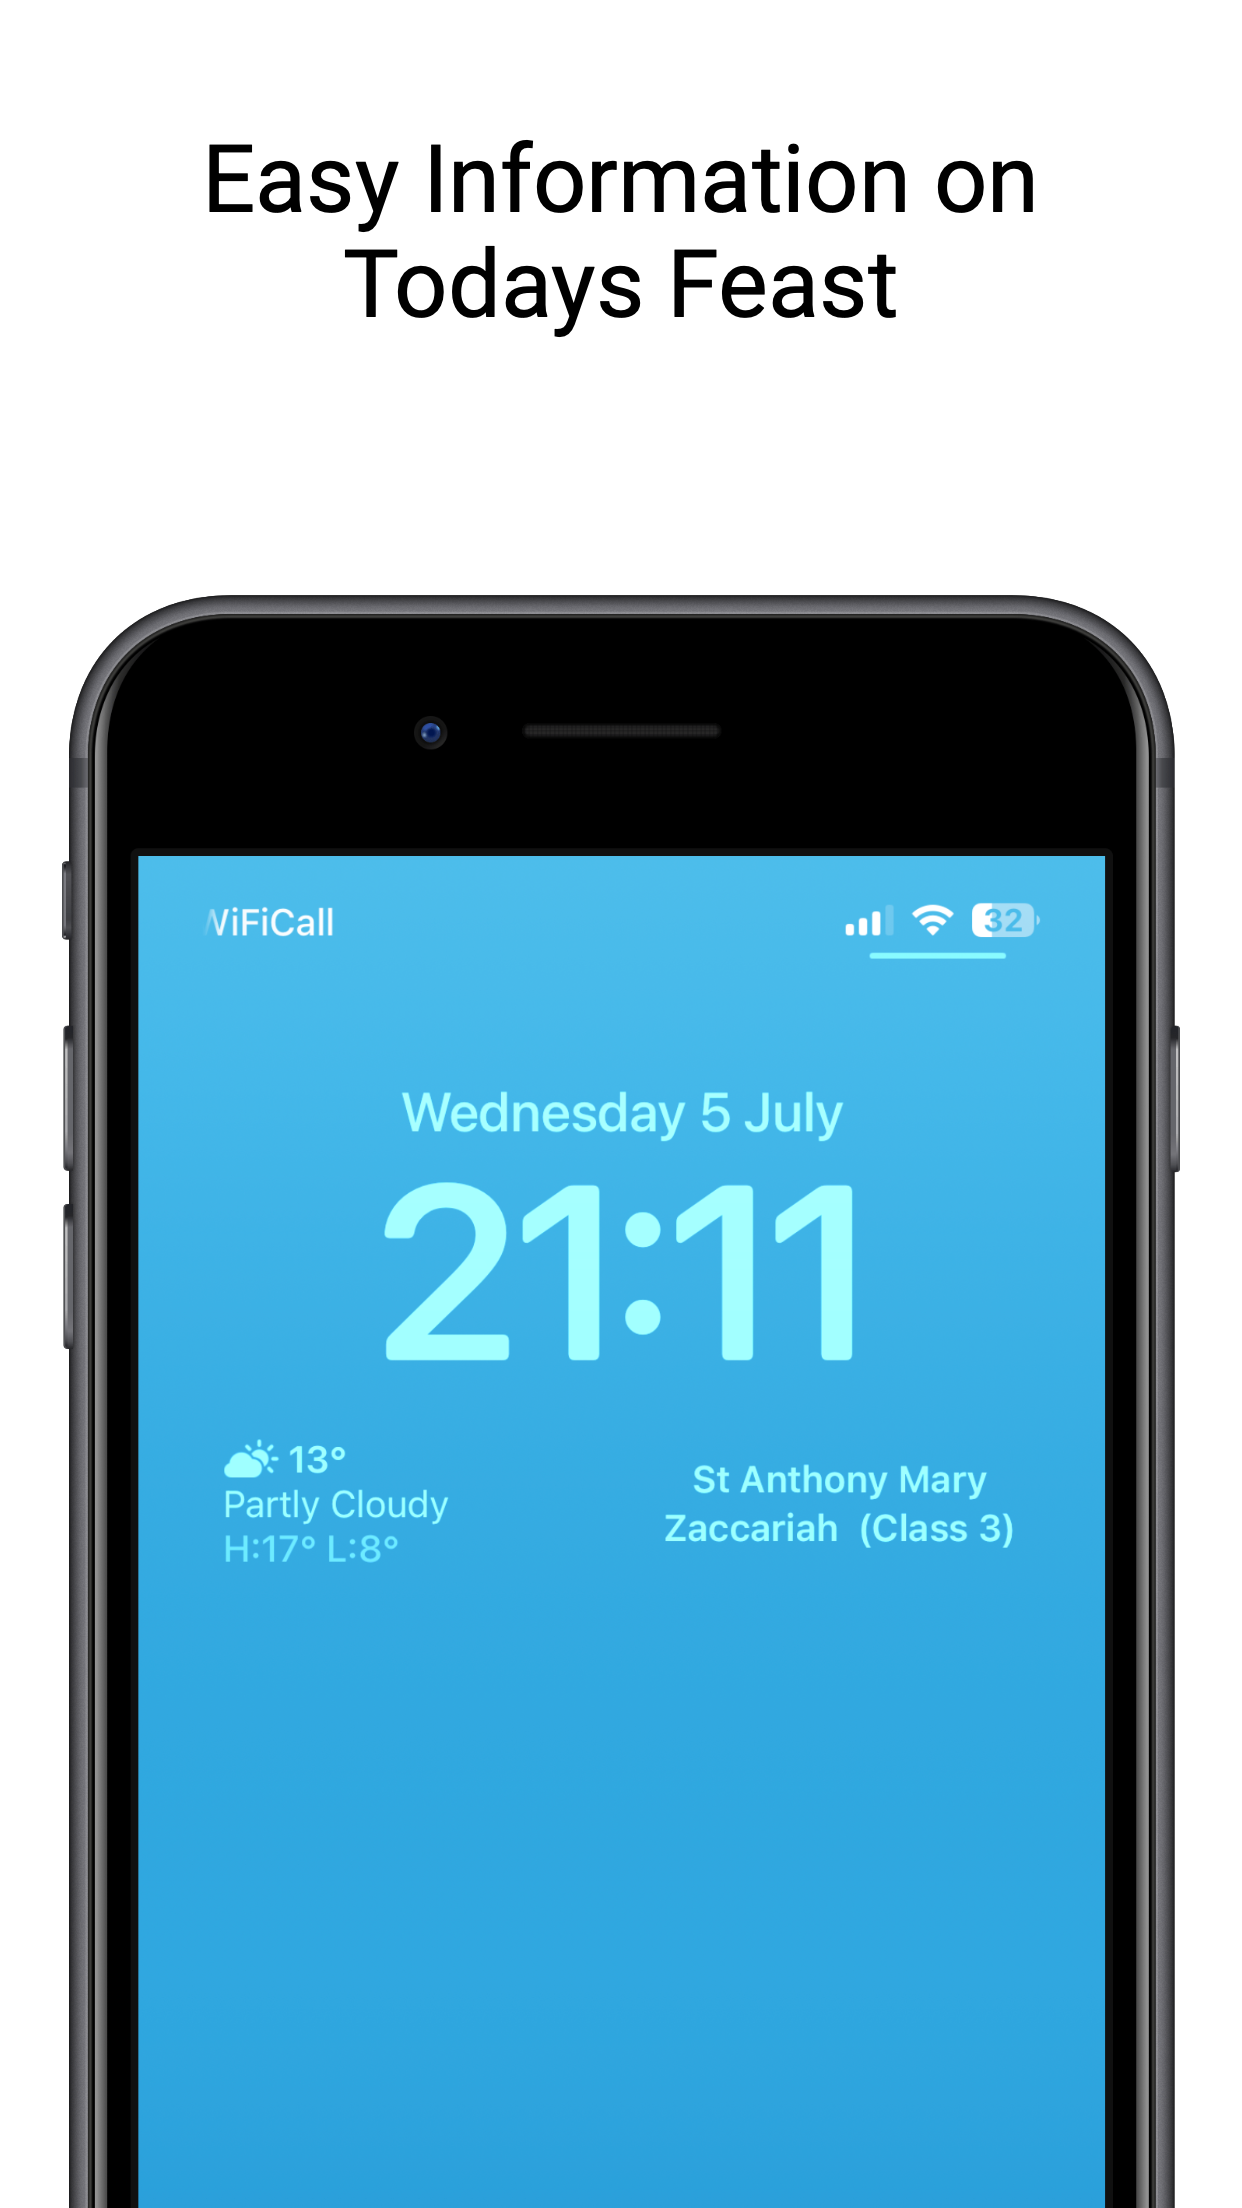 Easy Information on
Todays Feast
WiFiCall
32
Wednesday 5 July
21:11
13°
Partly Cloudy
H:17° L:8°
St Anthony Mary
Zaccariah (Class 3)